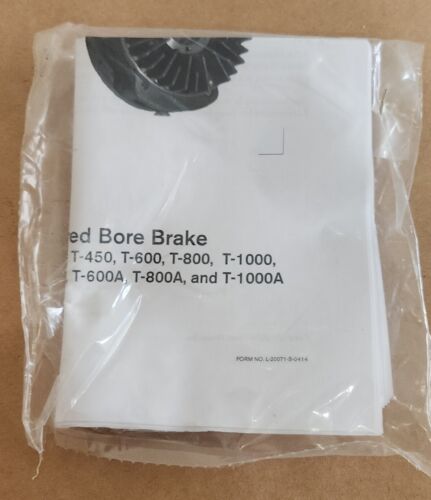 ed Bore Brake
T-450, T-600, T-800, T-1000,
T-600A, T-800A, and T-1000A
FORM NO. L-20071-B-0414